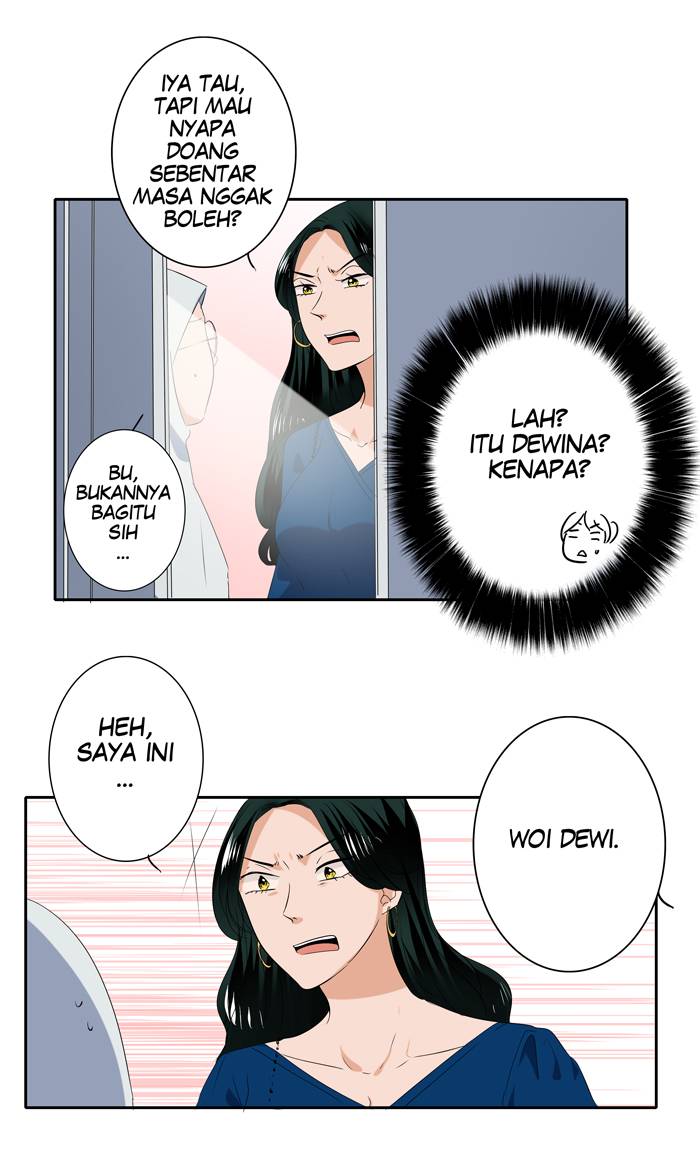 IYA TAU,
TAPI MAU
NYAPA
DOANG
SEBENTAR
MASA NGGAK
BOLEH?
BU,
BUKANNYA
BAGITU
SIH
...
LAH?
ITU DEWINA?
KENAPA?
HEH,
SAYA INI
...
WOI DEWI.